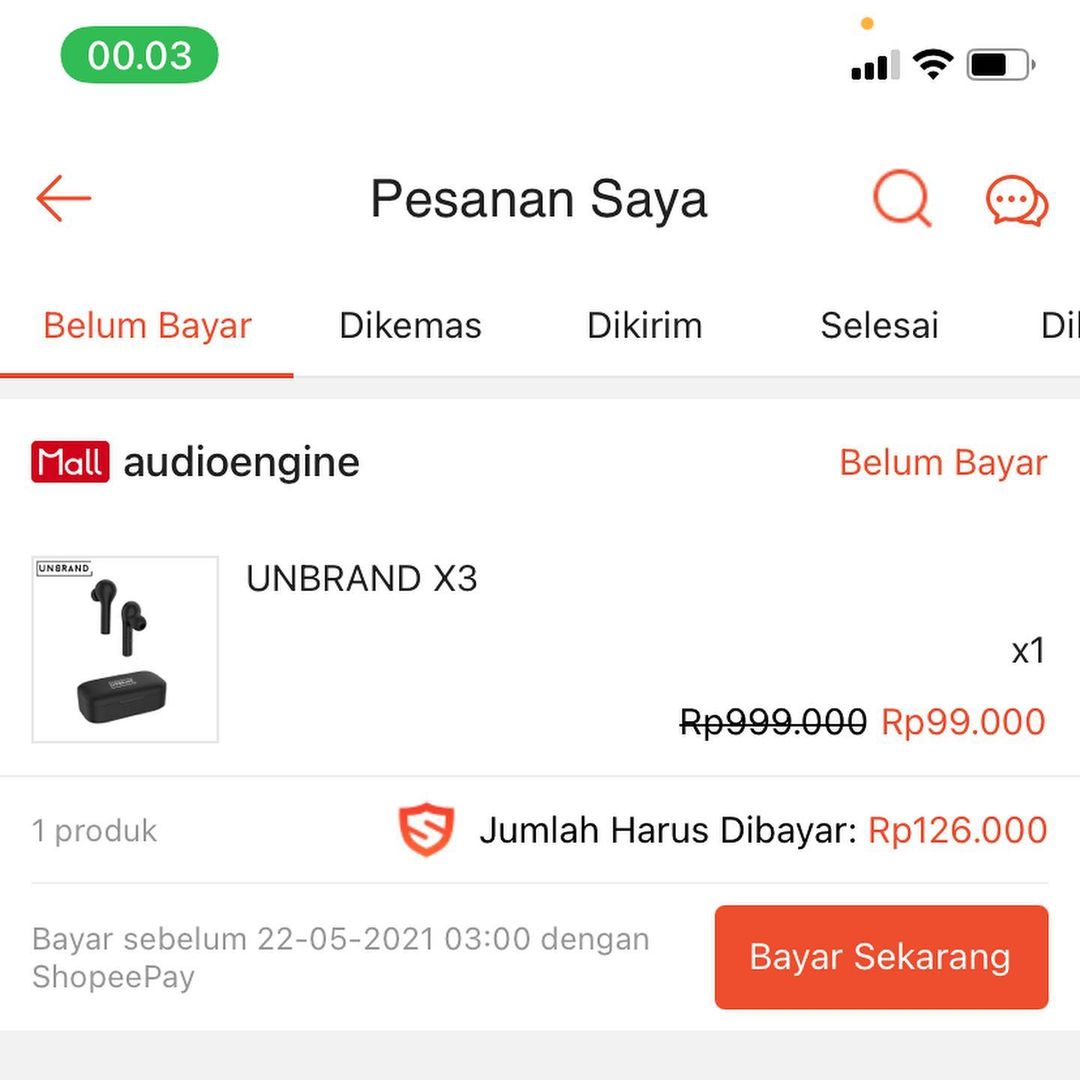 00.03
Pesanan Saya
Belum Bayar Dikemas Dikirim Selesai Dil
Mall audioengine Belum Bayar
UNBRAND
UNBRAND X3
UNBRAND
x1
Rp999.000 Rp99.000
1 produk Jumlah Harus Dibayar: Rp126.000
Bayar sebelum 22-05-2021 03:00 dengan
ShopeePay
Bayar Sekarang